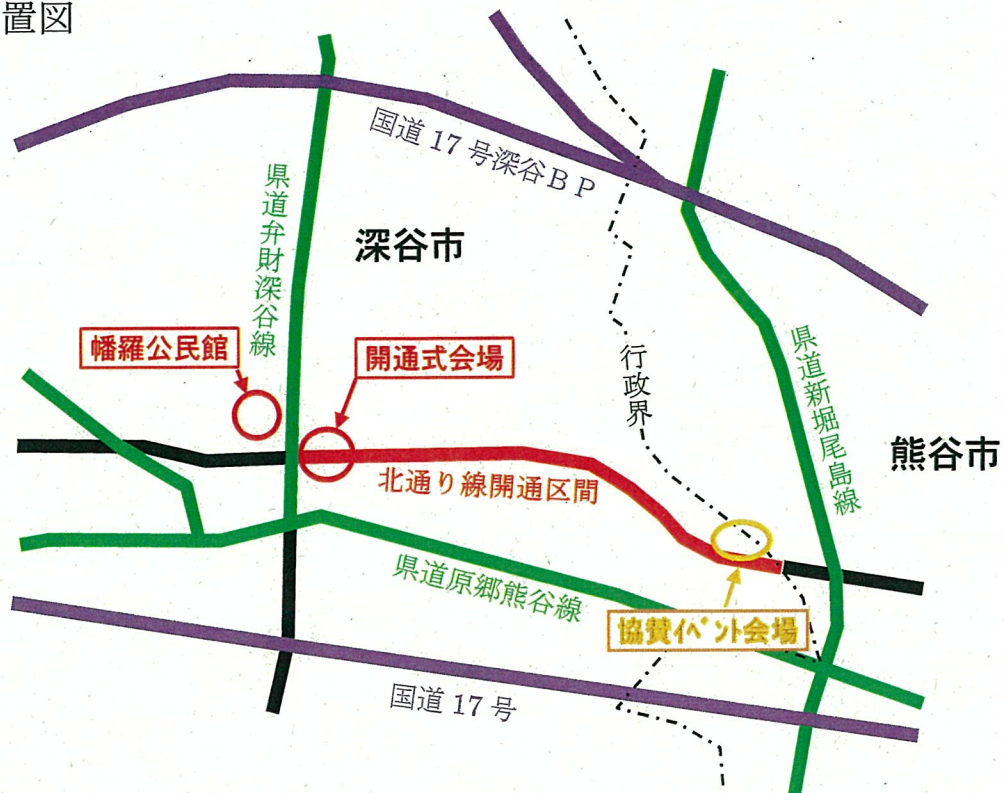 置図
国道17号深谷BP
県道弁財深谷線
深谷市
幡羅公民館
開通式会場
行政界
県道新堀尾島線
熊谷市
北通り線開通区間
県道原郷熊谷線
協賛イベント会場
国道17号